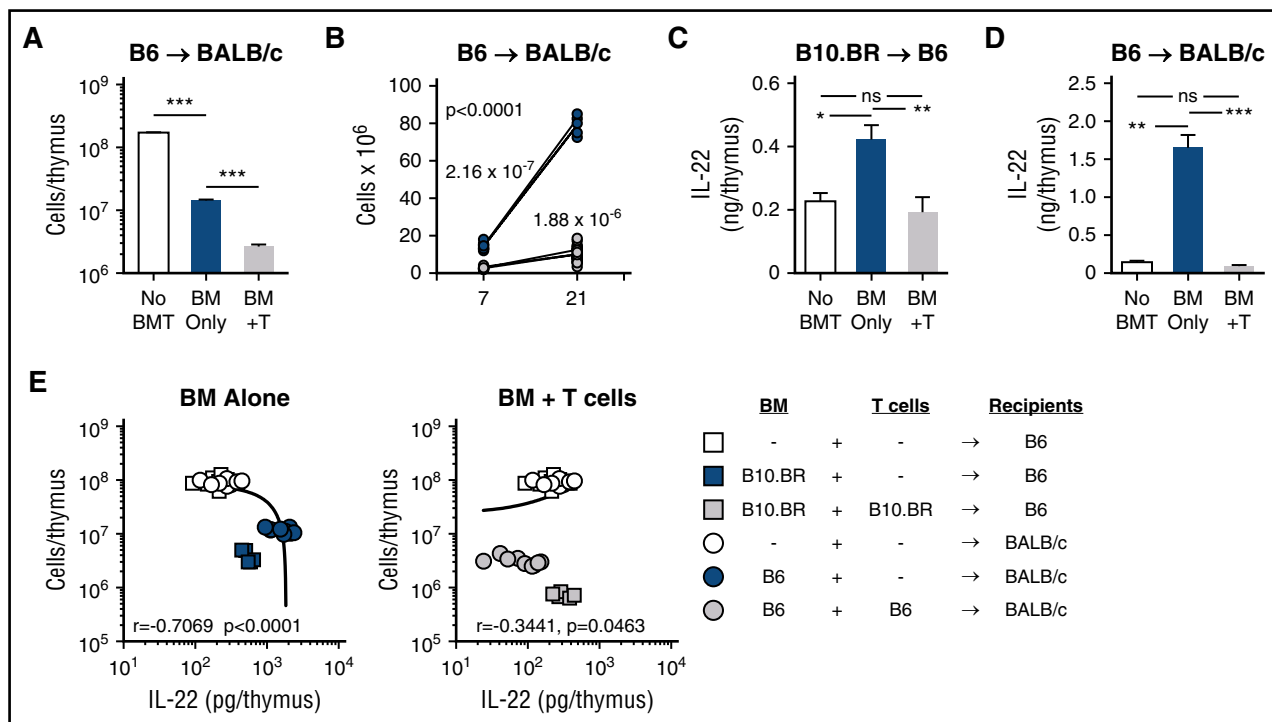 A
B6 → BALB/c
Cells/thymus
10⁹
10⁸
10⁷
10⁶
***
***
No BMT
BM Only
BM +T
B
B6 → BALB/c
Cells x 10⁶
100
80
60
40
20
0
p<0.0001
2.16 x 10⁻⁷
1.88 x 10⁻⁶
7
21
C
B10.BR → B6
IL-22
(ng/thymus)
0.6
0.4
0.2
0
ns
*
**
No BMT
BM Only
BM +T
D
B6 → BALB/c
IL-22
(ng/thymus)
2.5
2.0
1.5
1.0
0.5
0
ns
**
***
No BMT
BM Only
BM +T
E
BM Alone
Cells/thymus
10⁹
10⁸
10⁷
10⁶
10⁵
r=-0.7069 p<0.0001
10¹ 10² 10³ 10⁴
IL-22 (pg/thymus)
BM + T cells
Cells/thymus
10⁹
10⁸
10⁷
10⁶
10⁵
r=-0.3441, p=0.0463
10¹ 10² 10³ 10⁴
IL-22 (pg/thymus)
BM T cells Recipients
- + - → B6
B10.BR + - → B6
B10.BR + B10.BR → B6
- + - → BALB/c
B6 + - → BALB/c
B6 + B6 → BALB/c